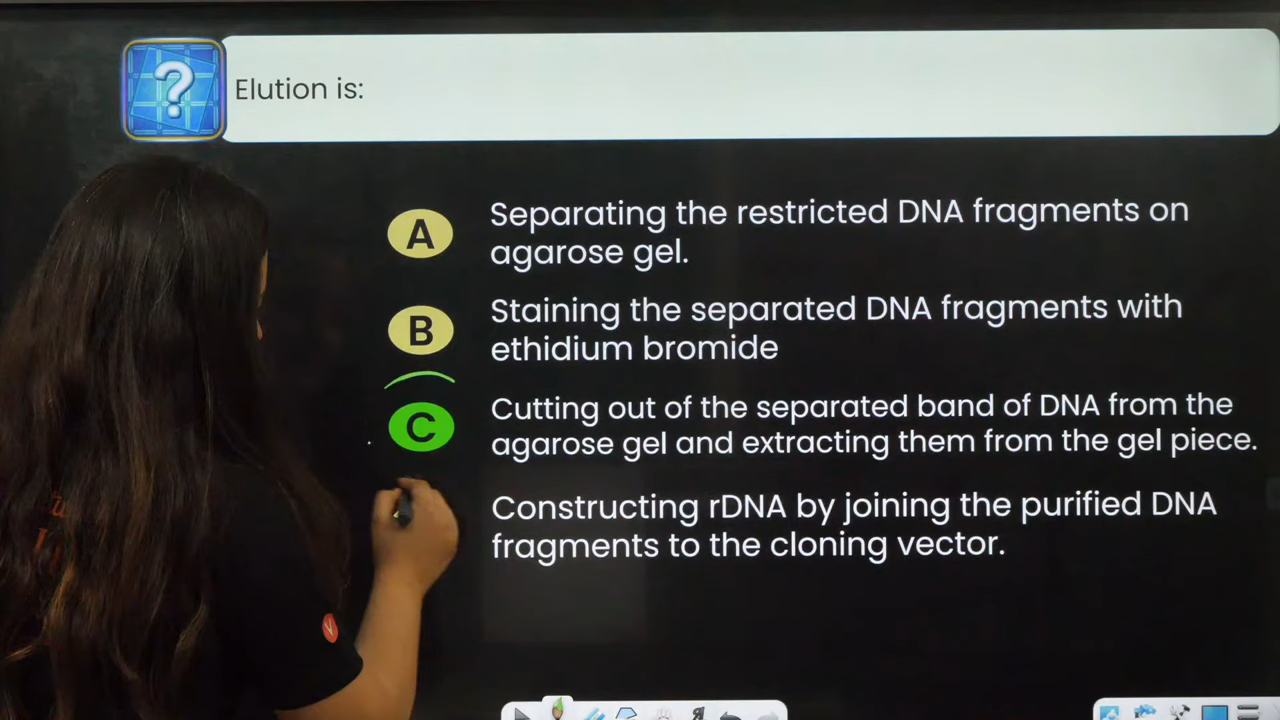 ?
Elution is:
A
Separating the restricted DNA fragments on
agarose gel.
B
Staining the separated DNA fragments with
ethidium bromide
C
Cutting out of the separated band of DNA from the
agarose gel and extracting them from the gel piece.
Constructing rDNA by joining the purified DNA
fragments to the cloning vector.
V